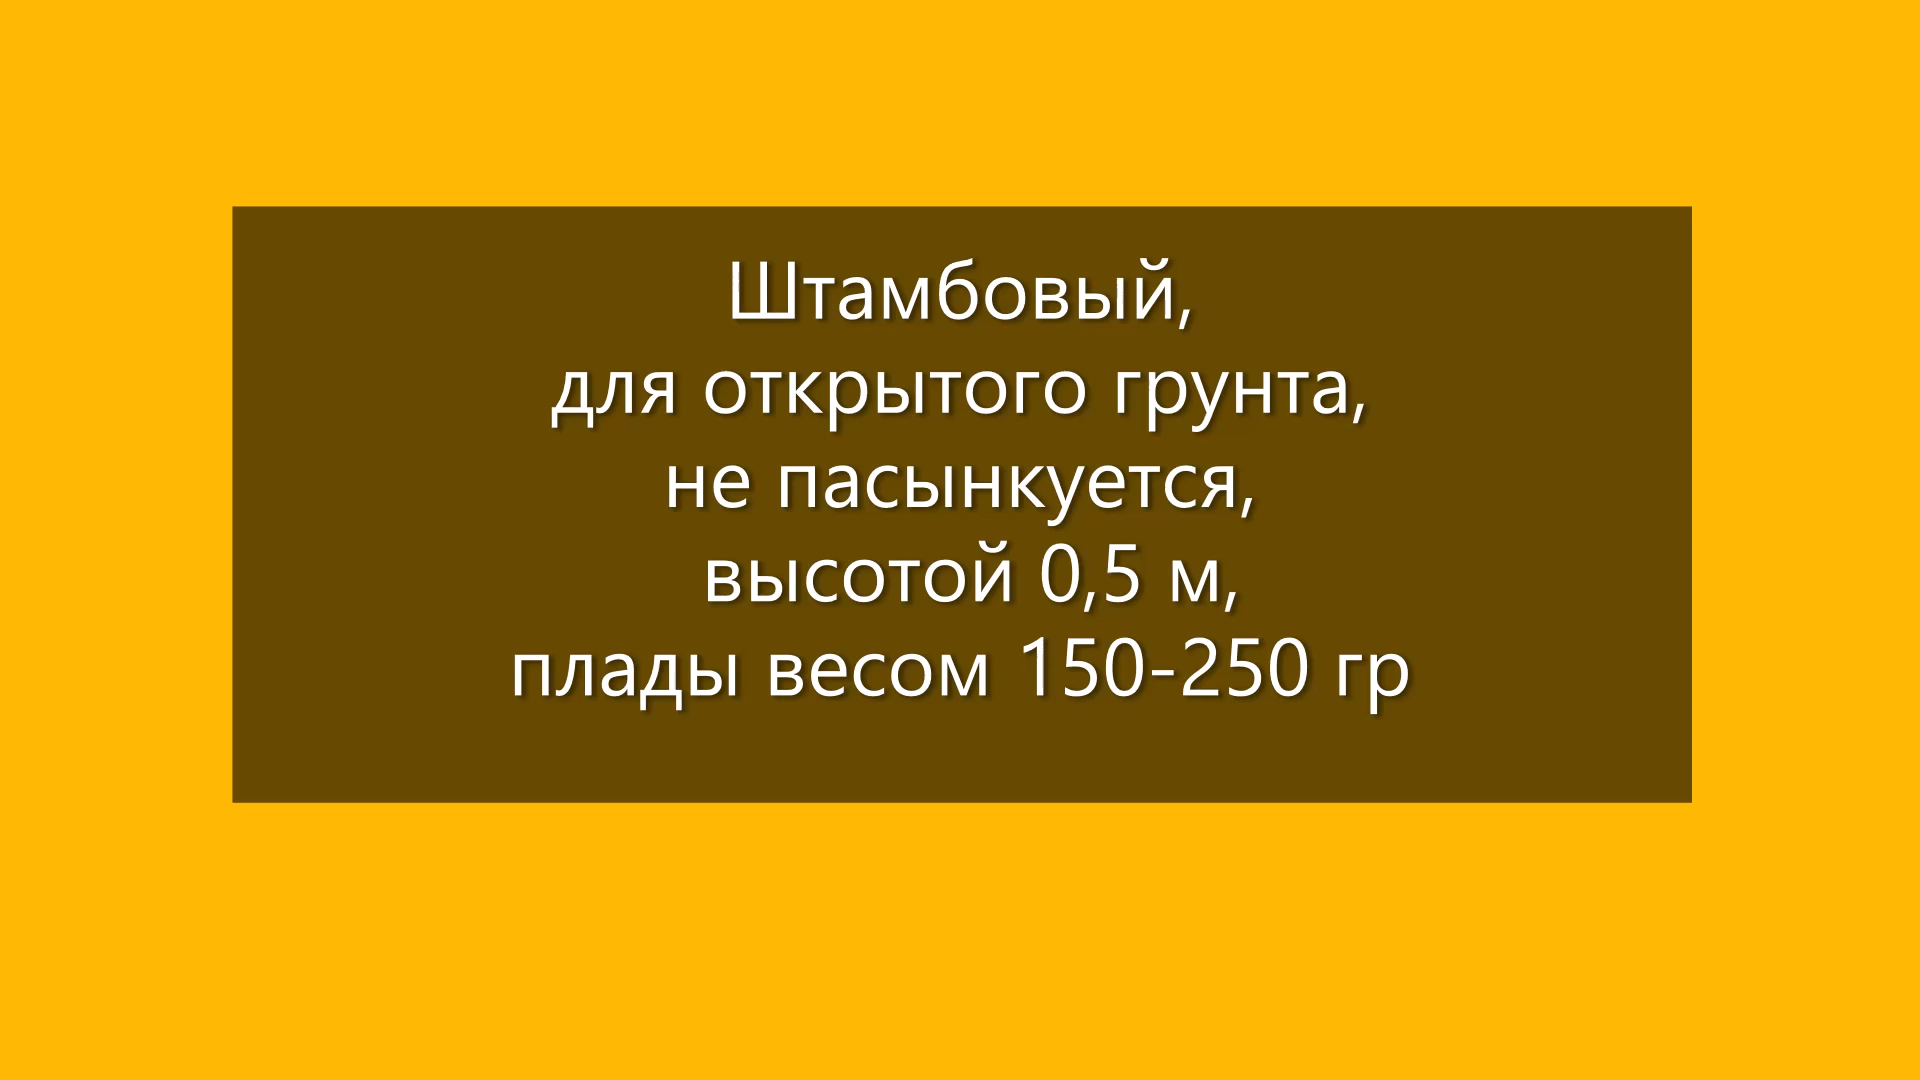 Штамбовый,
для открытого грунта,
не пасынкуется,
высотой 0,5 м,
плады весом 150-250 гр